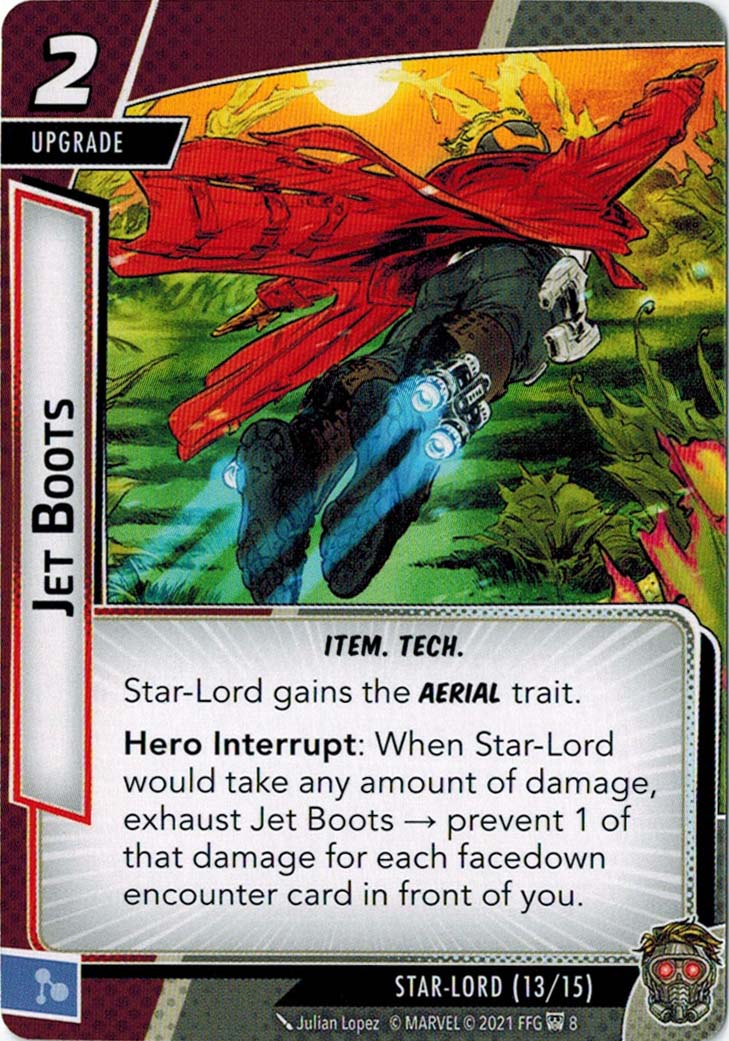 2
UPGRADE
JET BOOTS
ITEM. TECH.
Star-Lord gains the AERIAL trait.
Hero Interrupt: When Star-Lord
would take any amount of damage,
exhaust Jet Boots → prevent 1 of
that damage for each facedown
encounter card in front of you.
STAR-LORD (13/15)
Julian Lopez © MARVEL © 2021 FFG 8